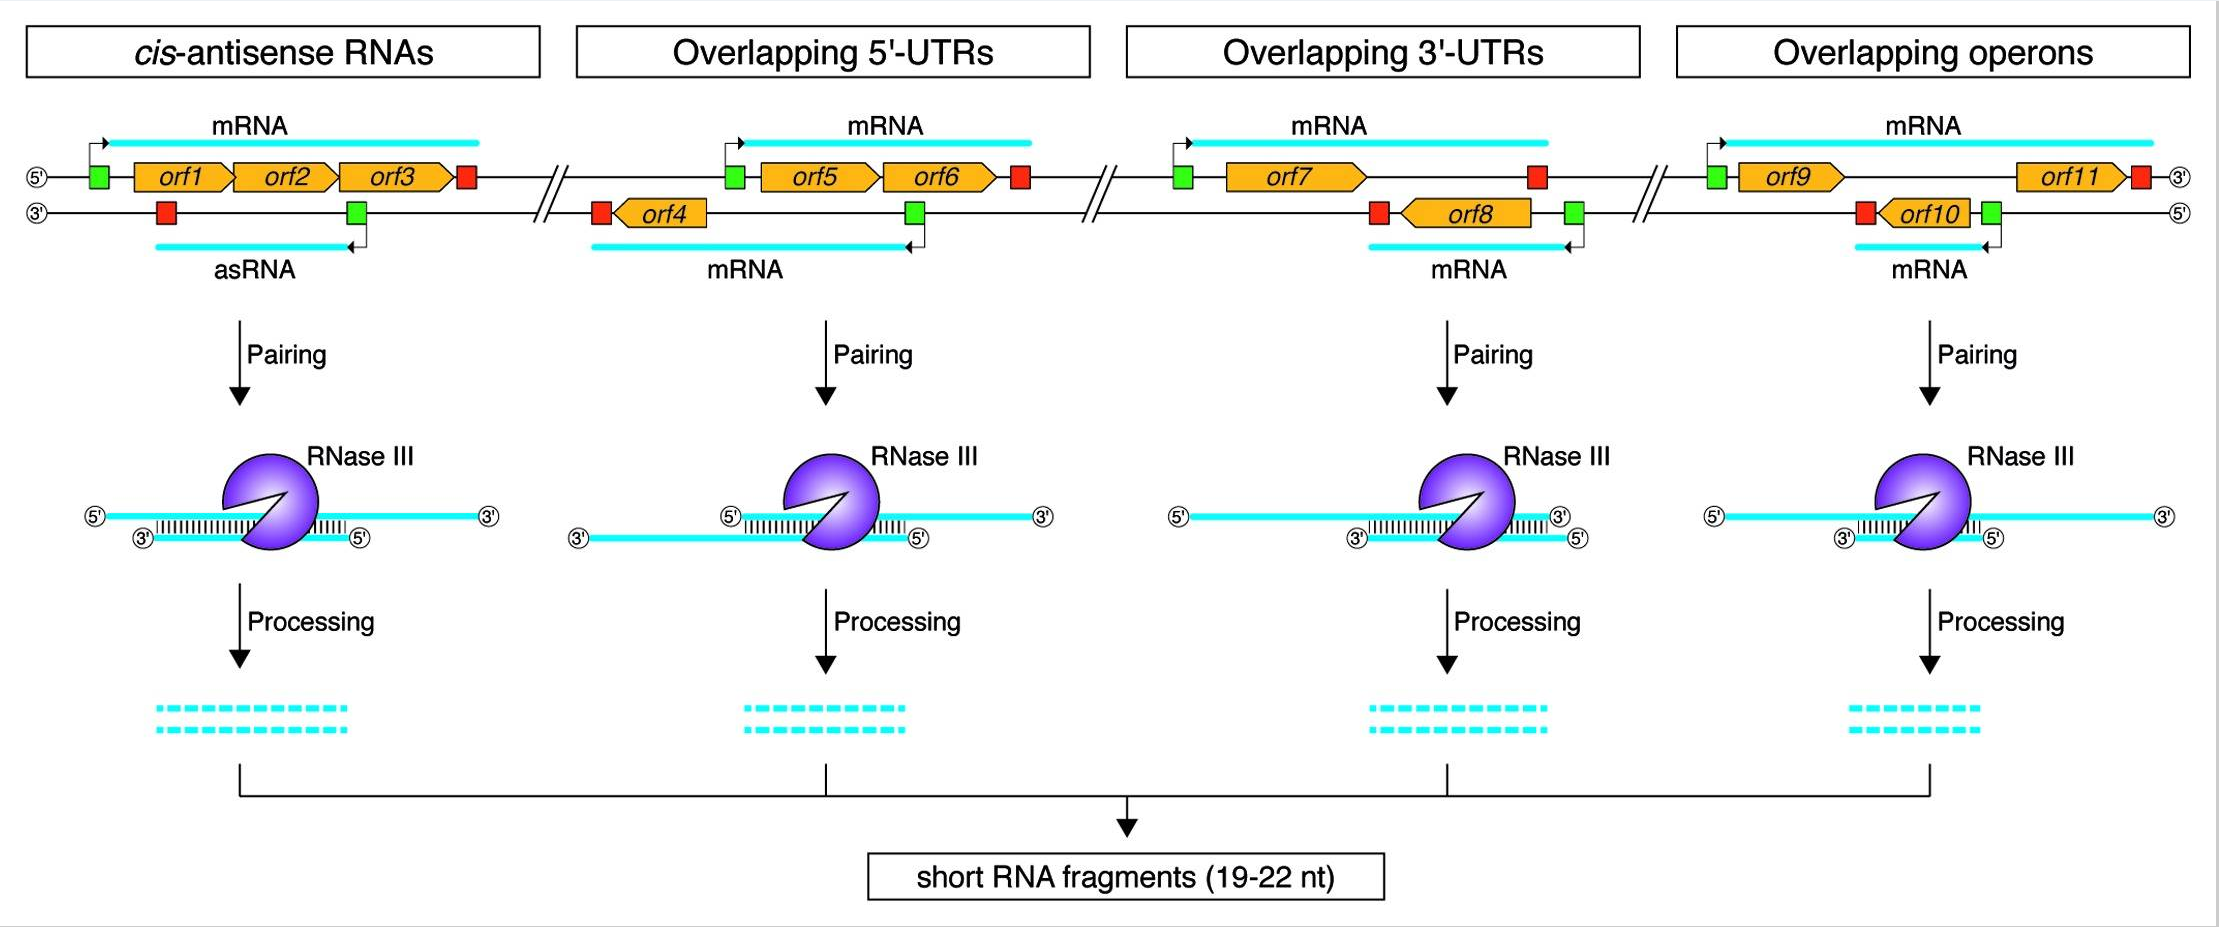 cis-antisense RNAs
Overlapping 5'-UTRs
Overlapping 3'-UTRs
Overlapping operons
mRNA mRNA mRNA mRNA
5' orf1 orf2 orf3 orf5 orf6 orf7 orf9 orf11 3'
3' orf4 orf8 orf10 5'
asRNA mRNA mRNA mRNA
Pairing Pairing Pairing Pairing
RNase III RNase III RNase III RNase III
5' 3' 5' 3' 5' 3' 5' 3'
3' 5' 3' 5' 3' 5' 3' 5'
Processing Processing Processing Processing
short RNA fragments (19-22 nt)